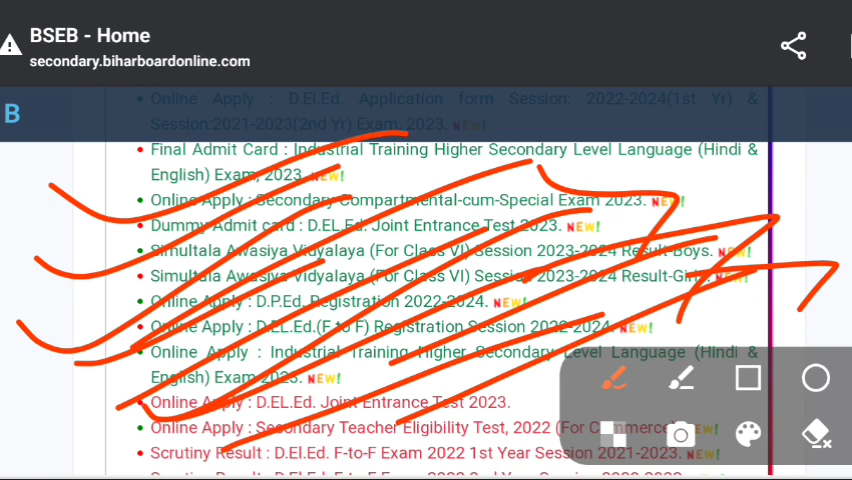 BSEB - Home
secondary.biharboardonline.com
B
Online Apply : D.El.Ed. Application form Session: 2022-2024(1st Yr) &
Session:2021-2023(2nd Yr) Exam, 2023. NEW!
Final Admit Card : Industrial Training Higher Secondary Level Language (Hindi &
English) Exam, 2023. NEW!
Online Apply : Secondary Compartmental-cum-Special Exam 2023. NEW!
Dummy Admit card : D.EL.Ed. Joint Entrance Test 2023. NEW!
Simultala Awasiya Vidyalaya (For Class VI) Session 2023-2024 Result-Boys. NEW!
Simultala Awasiya Vidyalaya (For Class VI) Session 2023-2024 Result-Girls. NEW!
Online Apply : D.P.Ed. Registration 2022-2024. NEW!
Online Apply : D.EL.Ed.(F to F) Registration Session 2022-2024. NEW!
Online Apply : Industrial Training Higher Secondary Level Language (Hindi &
English) Exam 2023. NEW!
Online Apply : D.EL.Ed. Joint Entrance Test 2023.
Online Apply : Secondary Teacher Eligibility Test, 2022 (For Commerce NEW!
Scrutiny Result : D.El.Ed. F-to-F Exam 2022 1st Year Session 2021-2023. NEW!